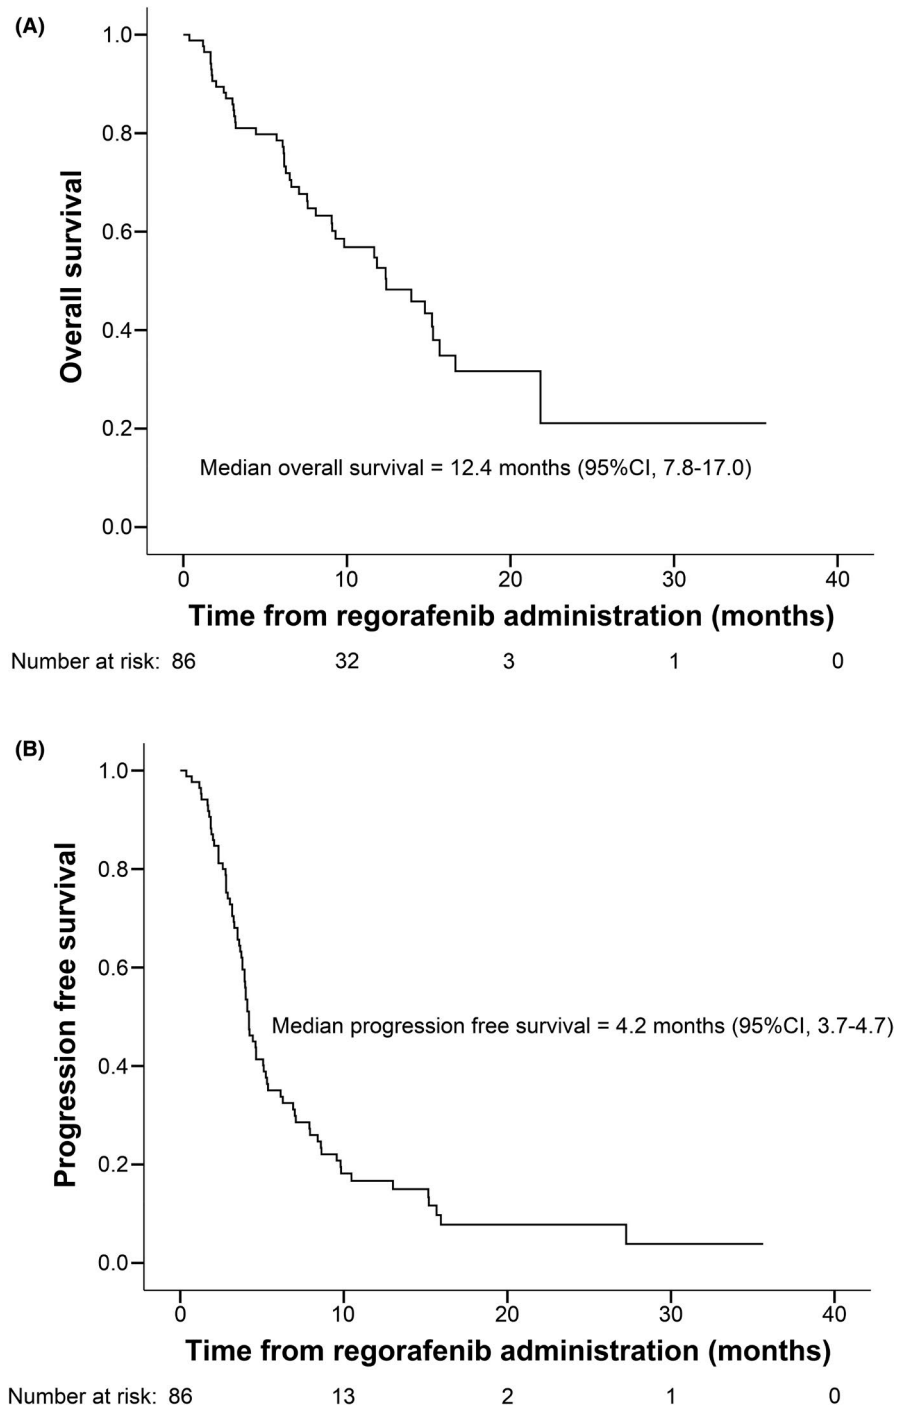 (A)
1.0
0.8
0.6
0.4
0.2
0.0
Overall survival
Median overall survival = 12.4 months (95%CI, 7.8-17.0)
0 10 20 30 40
Time from regorafenib administration (months)
Number at risk: 86 32 3 1 0
(B)
1.0
0.8
0.6
0.4
0.2
0.0
Progression free survival
Median progression free survival = 4.2 months (95%CI, 3.7-4.7)
0 10 20 30 40
Time from regorafenib administration (months)
Number at risk: 86 13 2 1 0